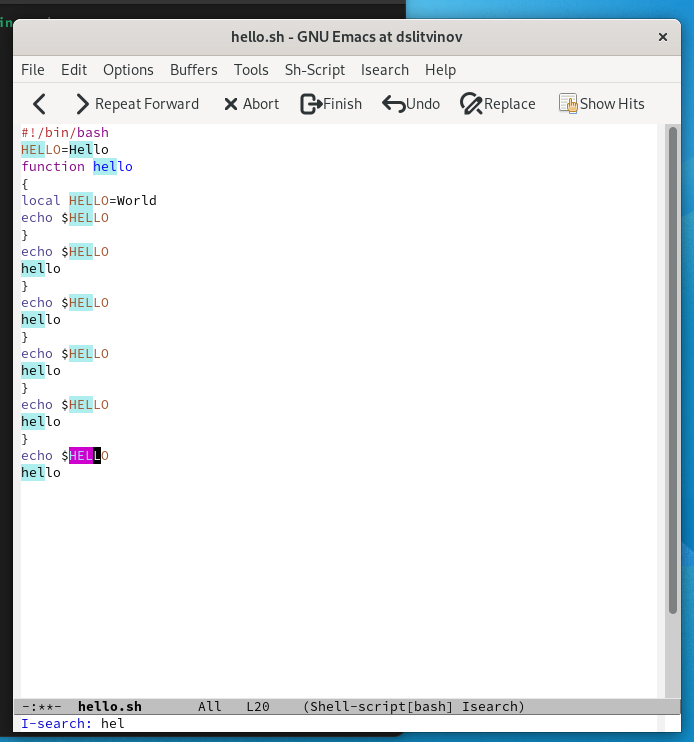 in
hello.sh - GNU Emacs at dslitvinov
File Edit Options Buffers Tools Sh-Script Isearch Help
Repeat Forward Abort Finish Undo Replace Show Hits
#!/bin/bash
HELLO=Hello
function hello
{
local HELLO=World
echo $HELLO
}
echo $HELLO
hello
}
echo $HELLO
hello
}
echo $HELLO
hello
}
echo $HELLO
hello
}
echo $HELLO
hello
-:**- hello.sh All L20 (Shell-script[bash] Isearch)
I-search: hel